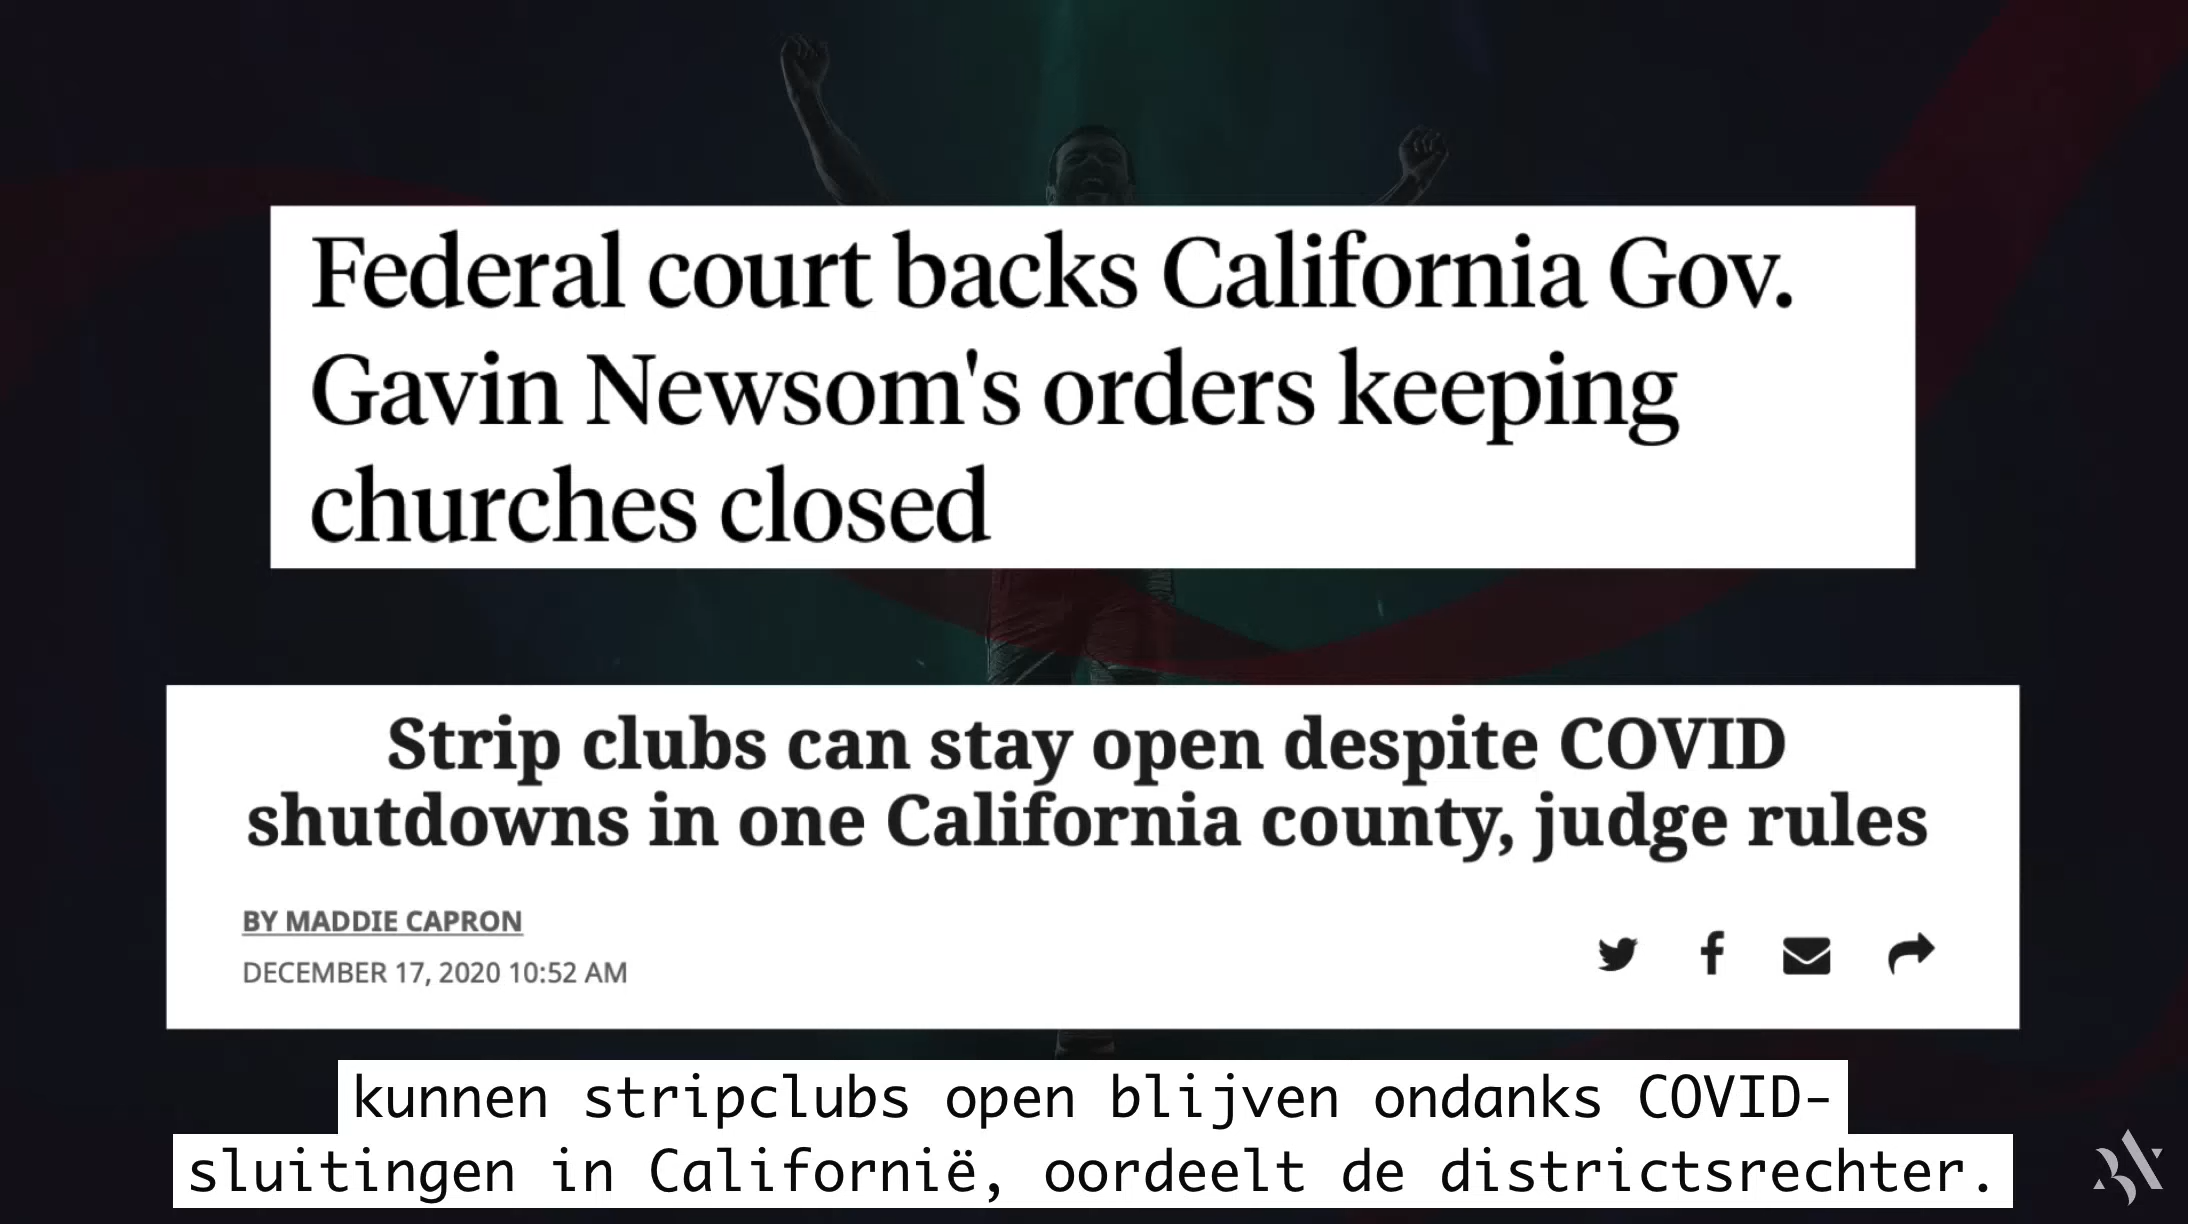 Federal court backs California Gov.
Gavin Newsom's orders keeping
churches closed
Strip clubs can stay open despite COVID
shutdowns in one California county, judge rules
BY MADDIE CAPRON
DECEMBER 17, 2020 10:52 AM
kunnen stripclubs open blijven ondanks COVID-
sluitingen in Californië, oordeelt de districtsrechter.